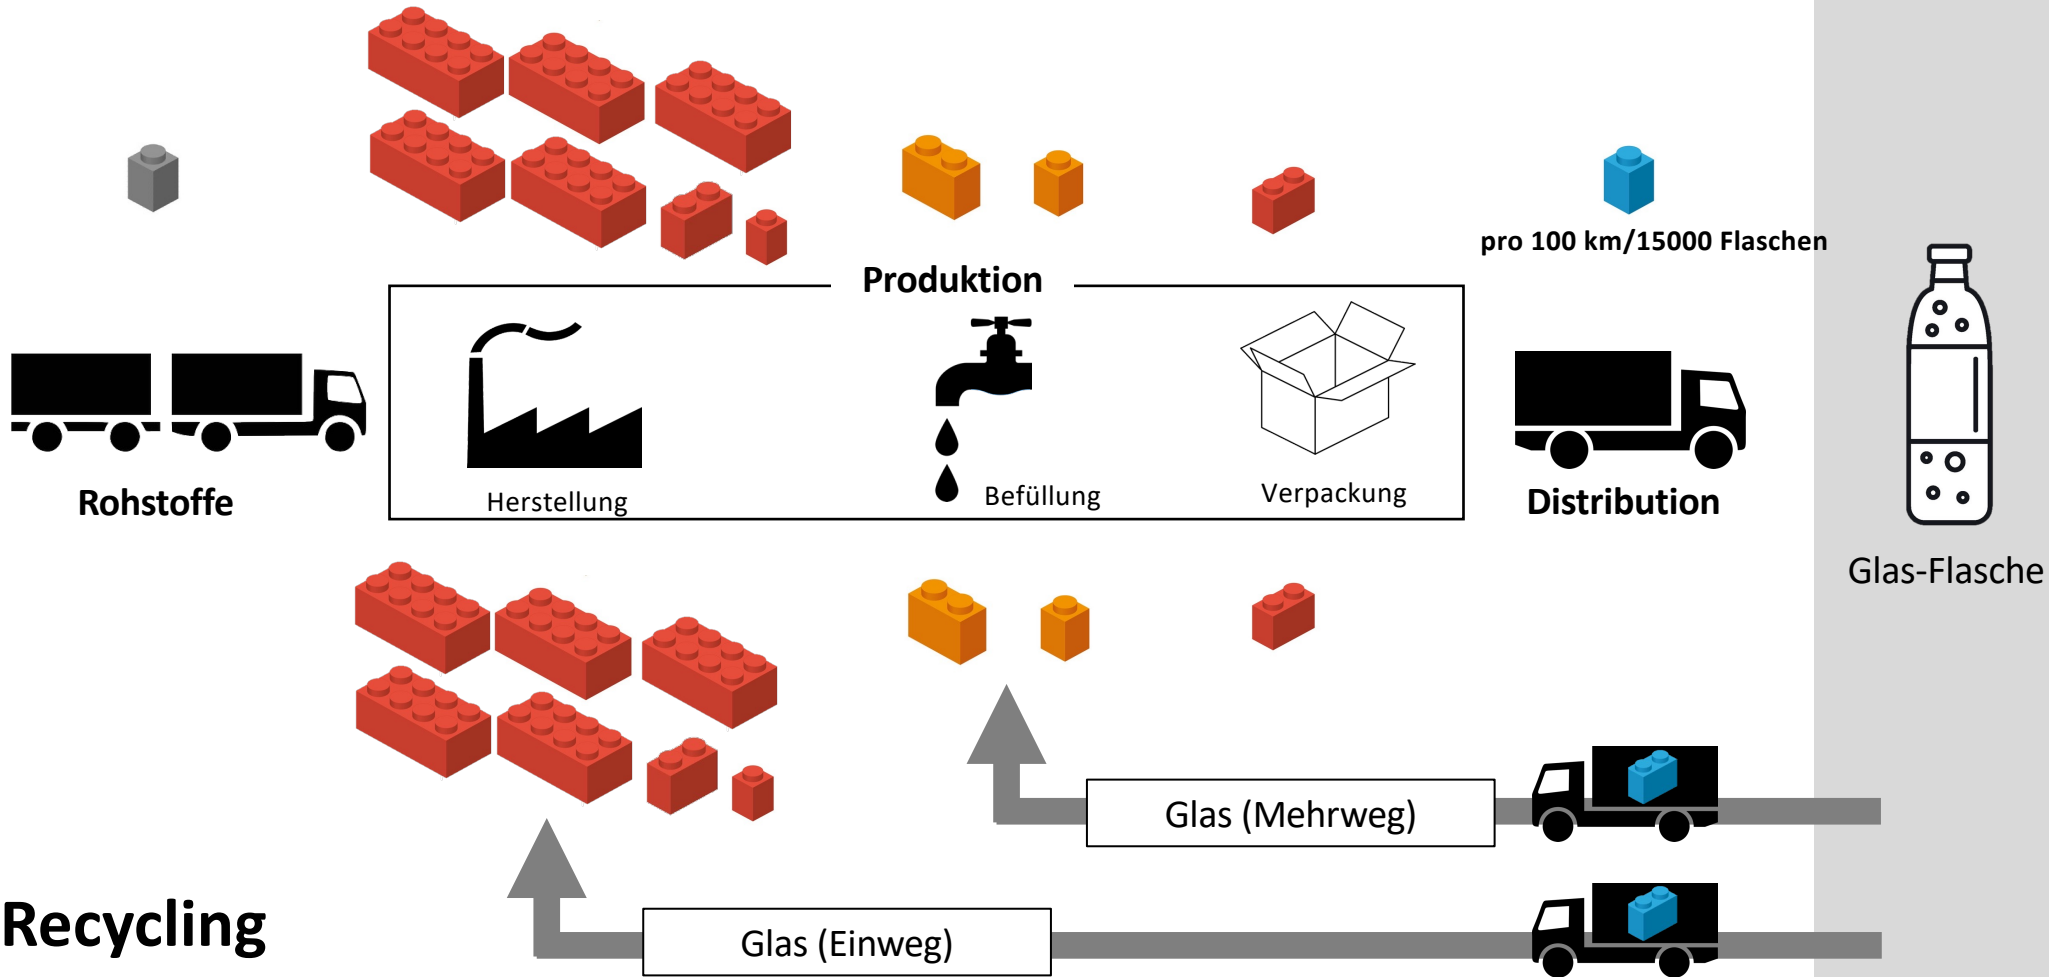 pro 100 km/15000 Flaschen
Produktion
Rohstoffe
Herstellung
Befüllung
Verpackung
Distribution
Glas-Flasche
Glas (Mehrweg)
Recycling
Glas (Einweg)